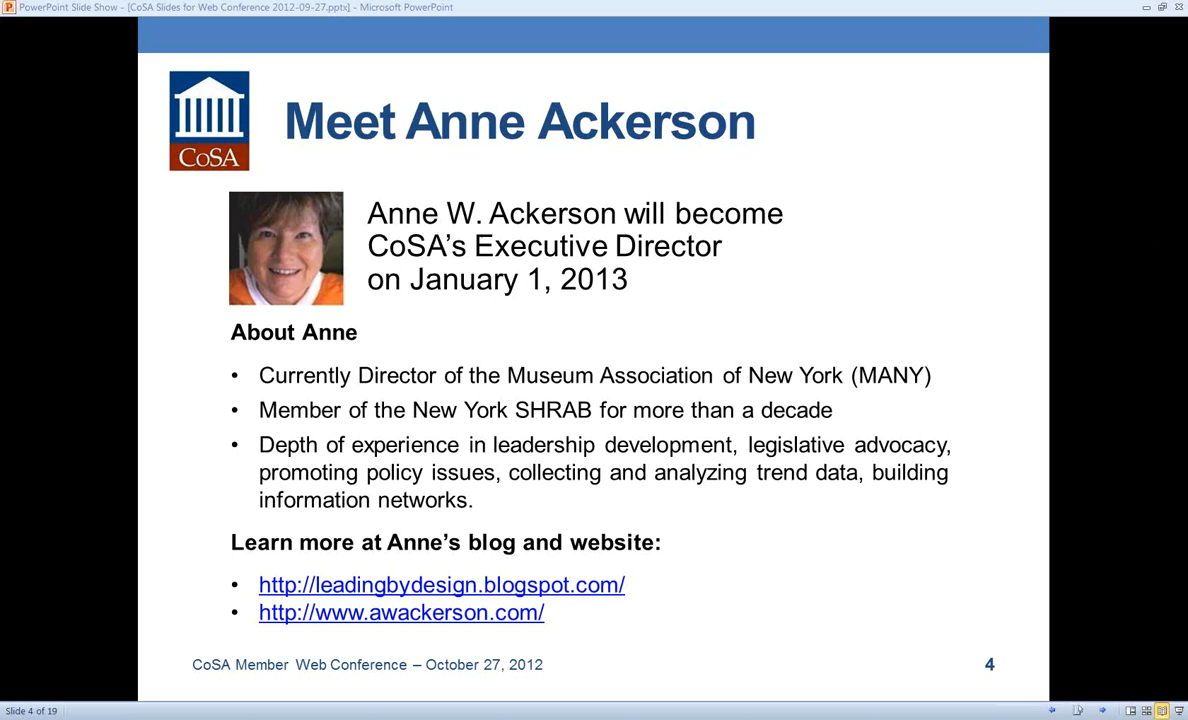 PowerPoint Slide Show - [CoSA Slides for Web Conference 2012-09-27.pptx] - Microsoft PowerPoint
CoSA
Meet Anne Ackerson
Anne W. Ackerson will become
CoSA’s Executive Director
on January 1, 2013
About Anne
• Currently Director of the Museum Association of New York (MANY)
• Member of the New York SHRAB for more than a decade
• Depth of experience in leadership development, legislative advocacy,
promoting policy issues, collecting and analyzing trend data, building
information networks.
Learn more at Anne’s blog and website:
• http://leadingbydesign.blogspot.com/
• http://www.awackerson.com/
CoSA Member Web Conference – October 27, 2012
4
Slide 4 of 19